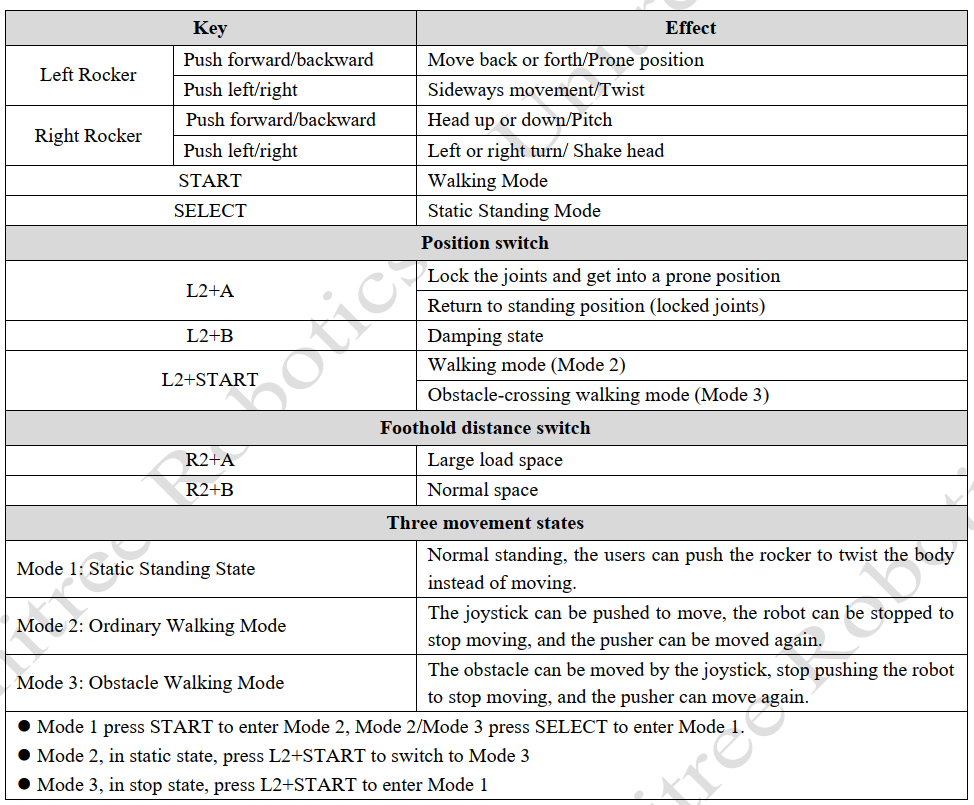 Key Effect
Left Rocker Push forward/backward Move back or forth/Prone position
Push left/right Sideways movement/Twist
Right Rocker Push forward/backward Head up or down/Pitch
Push left/right Left or right turn/ Shake head
START Walking Mode
SELECT Static Standing Mode
Position switch
L2+A Lock the joints and get into a prone position
Return to standing position (locked joints)
L2+B Damping state
L2+START Walking mode (Mode 2)
Obstacle-crossing walking mode (Mode 3)
Foothold distance switch
R2+A Large load space
R2+B Normal space
Three movement states
Mode 1: Static Standing State Normal standing, the users can push the rocker to twist the body
instead of moving.
Mode 2: Ordinary Walking Mode The joystick can be pushed to move, the robot can be stopped to
stop moving, and the pusher can be moved again.
Mode 3: Obstacle Walking Mode The obstacle can be moved by the joystick, stop pushing the robot
to stop moving, and the pusher can move again.
● Mode 1 press START to enter Mode 2, Mode 2/Mode 3 press SELECT to enter Mode 1.
● Mode 2, in static state, press L2+START to switch to Mode 3
● Mode 3, in stop state, press L2+START to enter Mode 1